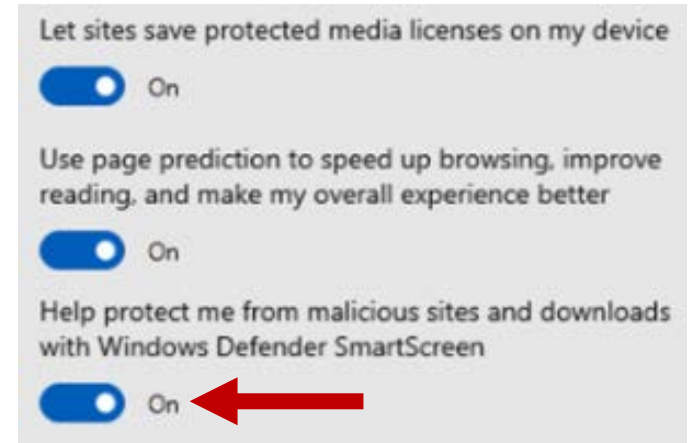 Let sites save protected media licenses on my device
On
Use page prediction to speed up browsing, improve
reading, and make my overall experience better
On
Help protect me from malicious sites and downloads
with Windows Defender SmartScreen
On